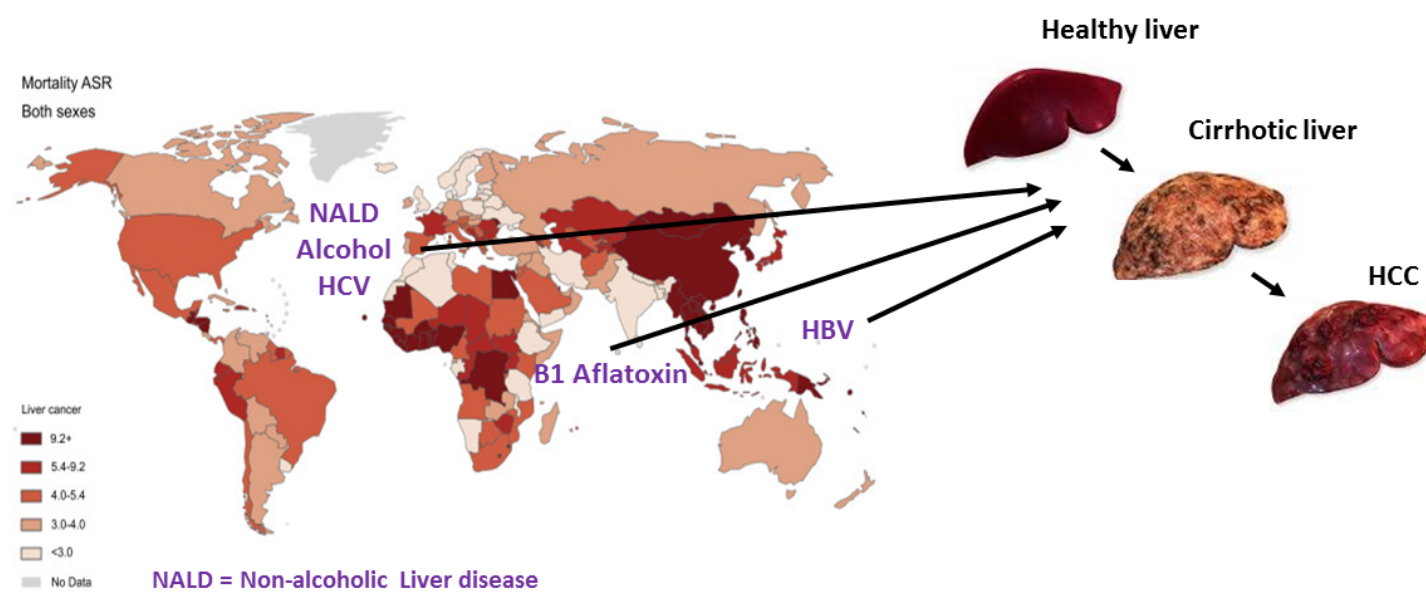 Healthy liver
Mortality ASR
Both sexes
Cirrhotic liver
NALD
Alcohol
HCV
HCC
HBV
B1 Aflatoxin
Liver cancer
9.2+
5.4-9.2
4.0-5.4
3.0-4.0
<3.0
No Data
NALD = Non-alcoholic Liver disease